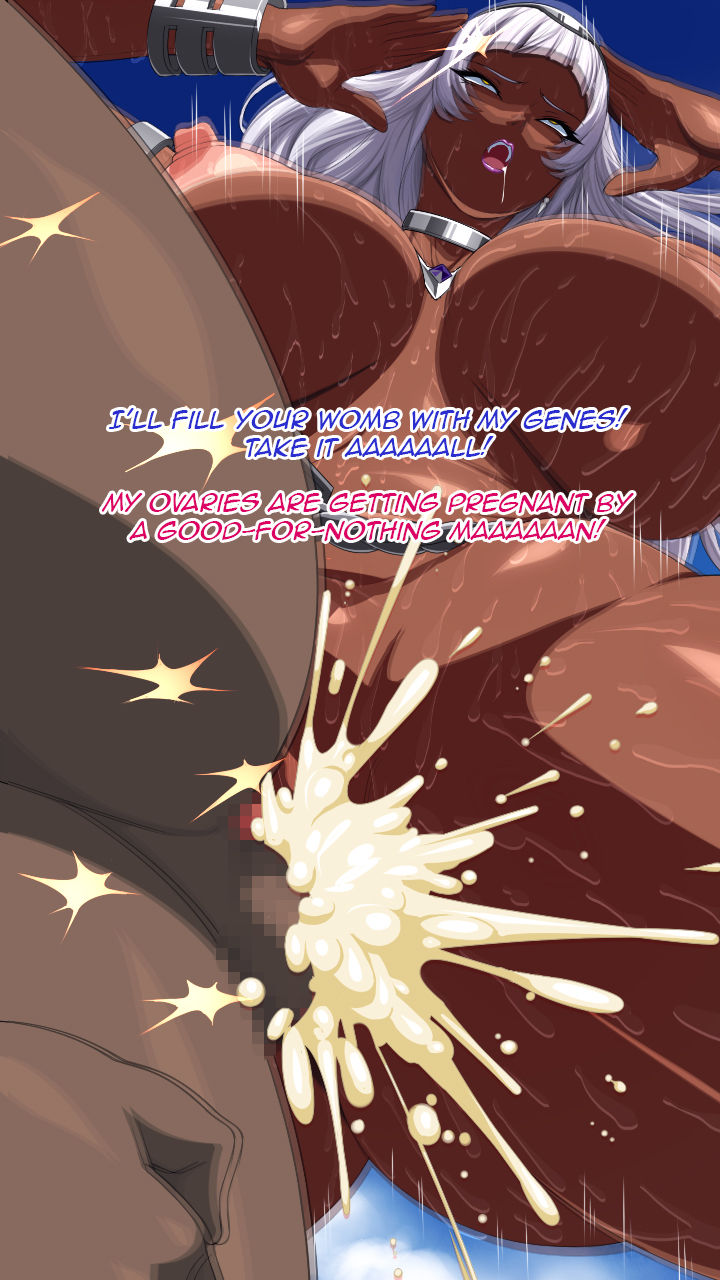 I'LL FILL YOUR WOMB WITH MY GENES!
TAKE IT AAAAAALL!
MY OVARIES ARE GETTING PREGNANT BY
A GOOD-FOR-NOTHING MAAAAAAN!